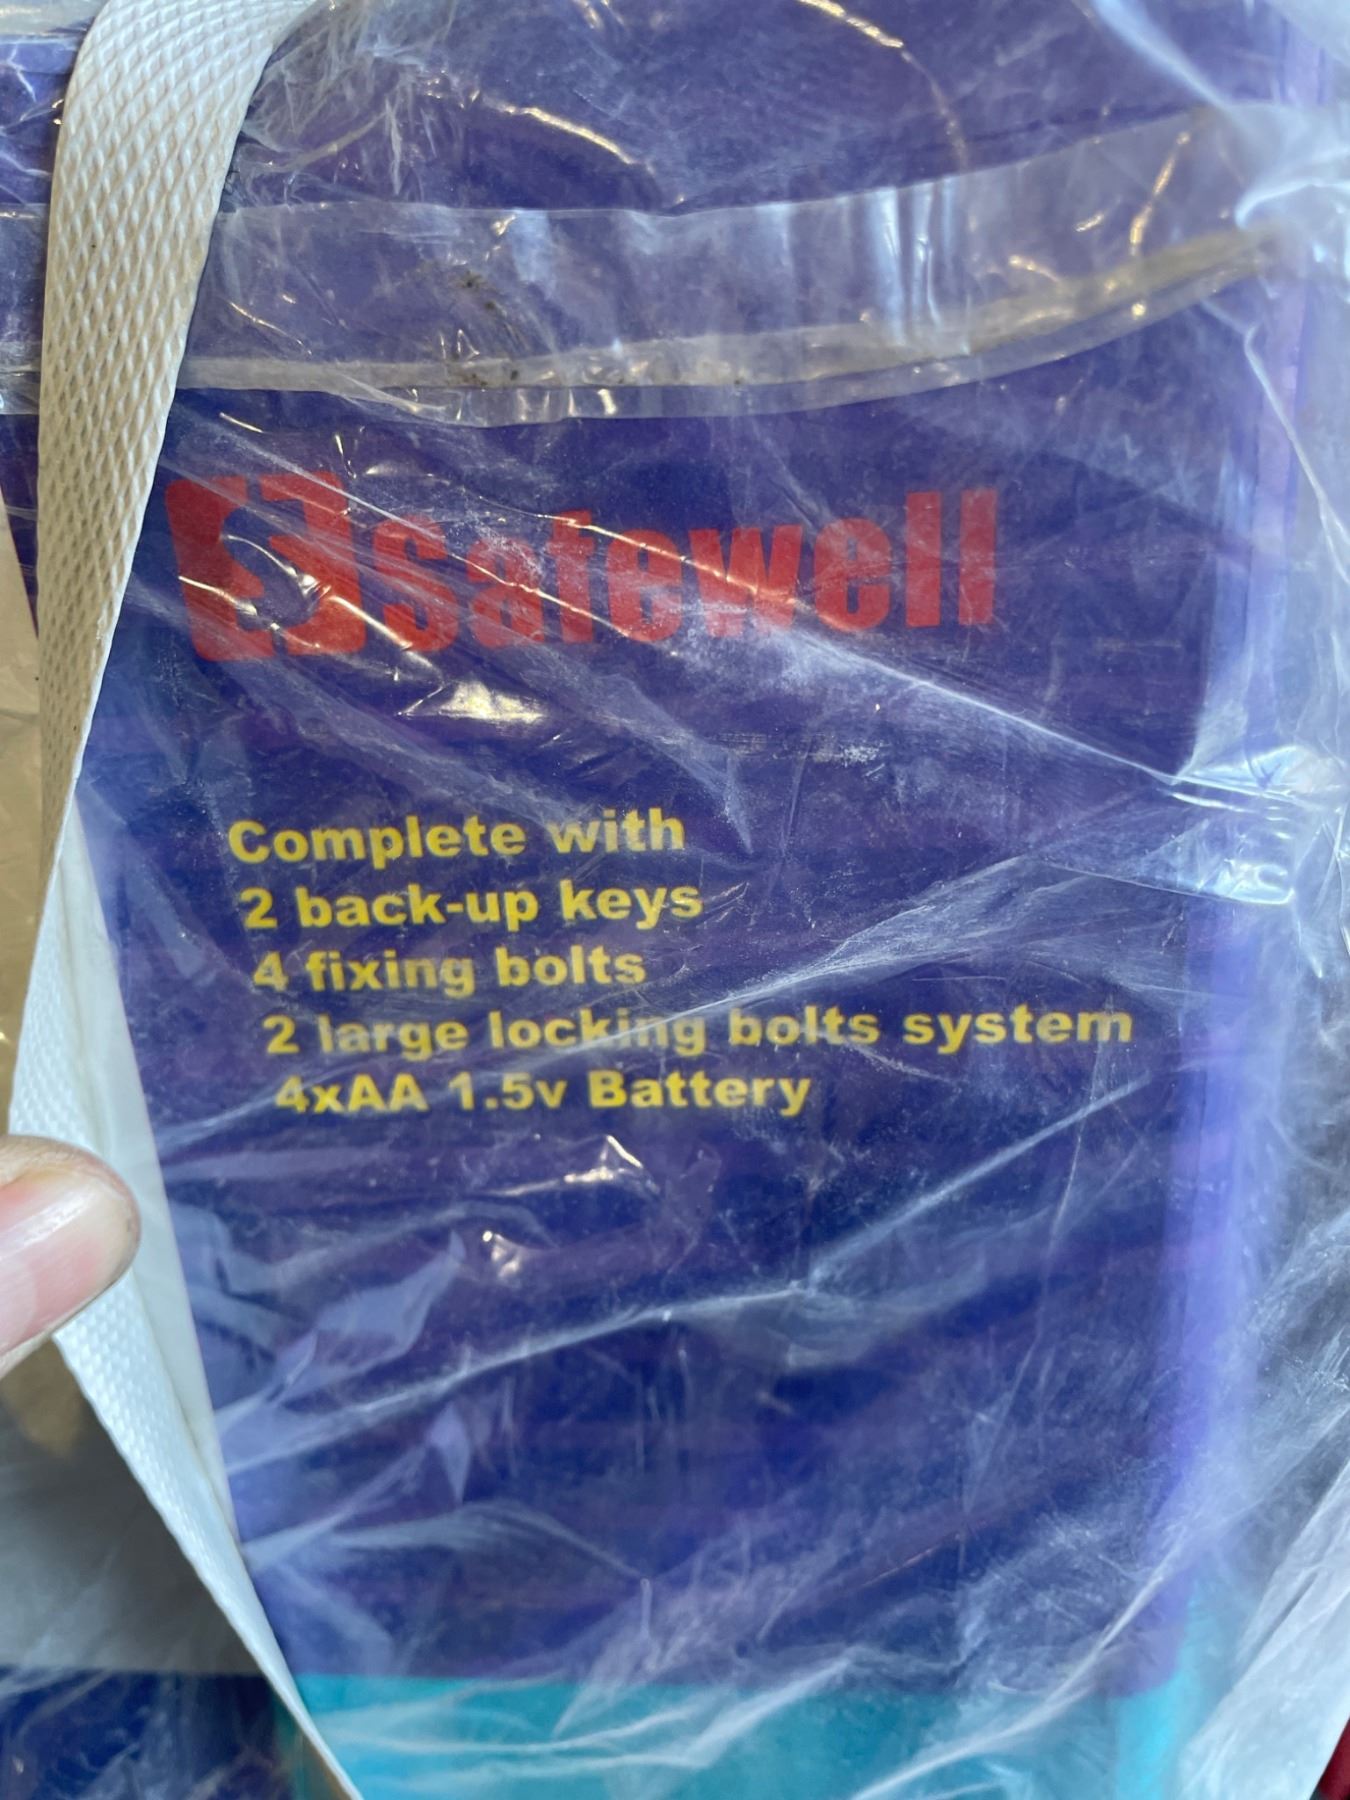 Safewell
Complete with
2 back-up keys
4 fixing bolts
2 large locking bolts system
4xAA 1.5v Battery